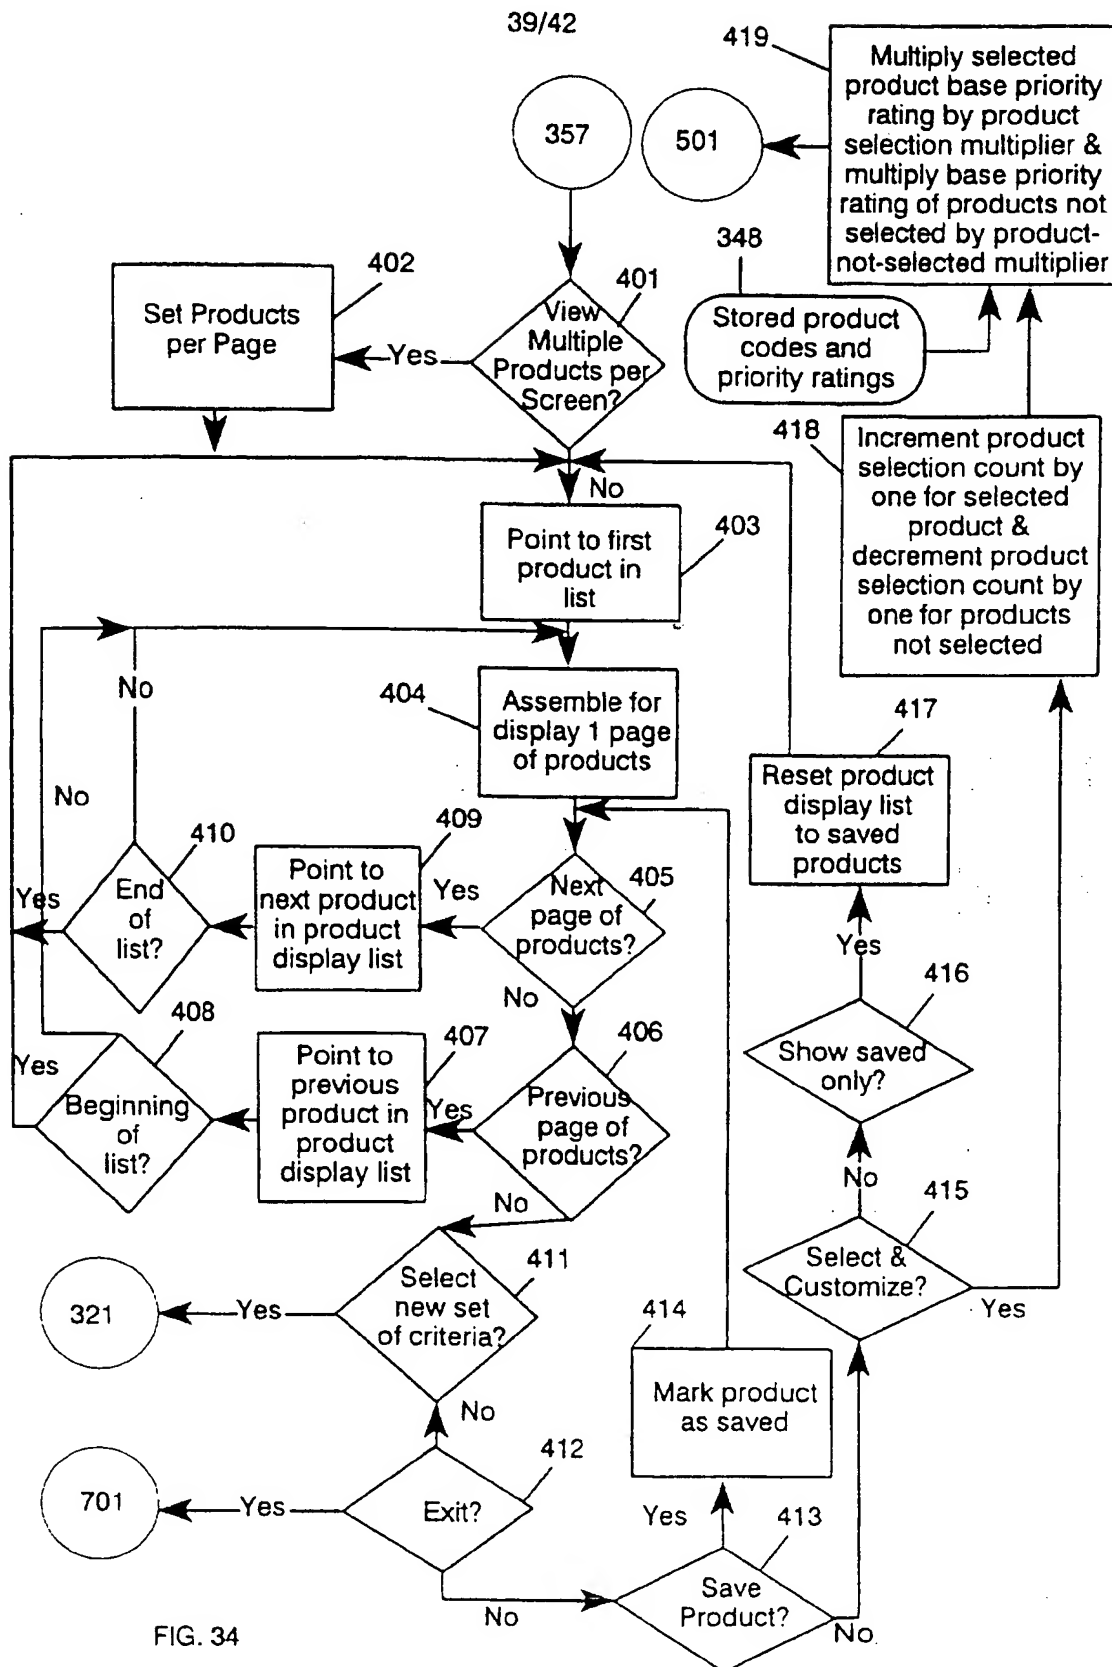 39/42
419
Multiply selected
product base priority
rating by product
selection multiplier &
multiply base priority
rating of products not
selected by product-
not-selected multiplier
357
501
348
Stored product
codes and
priority ratings
402
Set Products
per Page
401
View
Multiple
Products per
Screen?
Yes
No
418
Increment product
selection count by
one for selected
product &
decrement product
selection count by
one for products
not selected
403
Point to first
product in
list
404
Assemble for
display 1 page
of products
No
No
417
Reset product
display list
to saved
products
410
End
of
list?
Yes
409
Point to
next product
in product
display list
Yes
405
Next
page of
products?
No
Yes
416
Show saved
only?
408
Beginning
of
list?
Yes
407
Point to
previous
product in
product
display list
Yes
406
Previous
page of
products?
No
No
415
Select &
Customize?
Yes
411
Select
new set
of criteria?
Yes
321
No
414
Mark product
as saved
412
Exit?
Yes
701
No
Yes
413
Save
Product?
No
FIG. 34